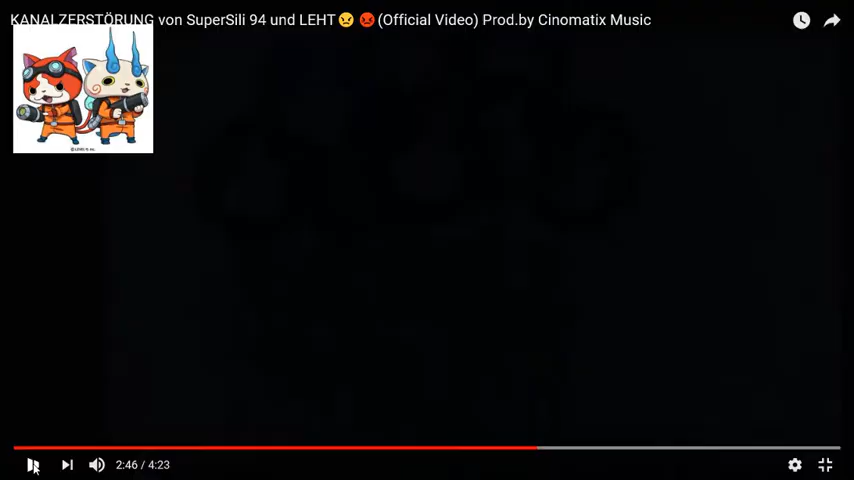 KANALZERSTÖRUNG von SuperSili 94 und LEHT😠😡(Official Video) Prod.by Cinomatix Music
2:46 / 4:23